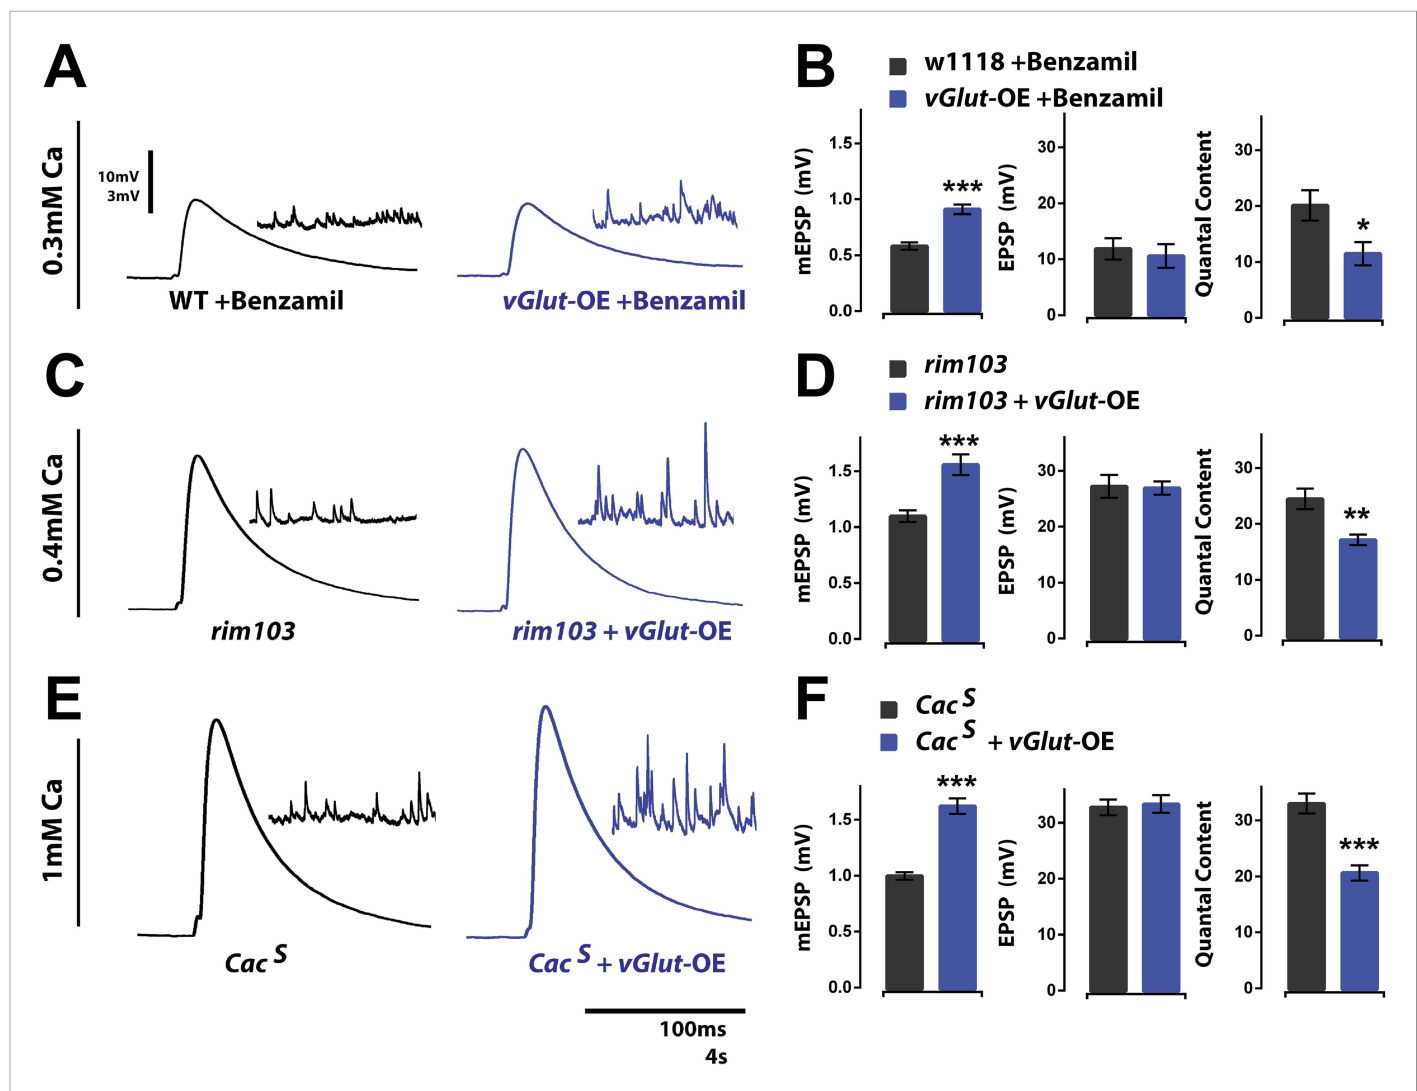 A
0.3mM Ca
10mV
3mV
WT +Benzamil
vGlut-OE +Benzamil
B
w1118 +Benzamil
vGlut-OE +Benzamil
mEPSP (mV)
1.5
1.0
0.5
0.0
***
EPSP (mV)
30
20
10
0
Quantal Content
30
20
10
0
*
C
0.4mM Ca
rim103
rim103 + vGlut-OE
D
rim103
rim103 + vGlut-OE
mEPSP (mV)
1.5
1.0
0.5
0.0
***
EPSP (mV)
30
20
10
0
Quantal Content
30
20
10
0
**
E
1mM Ca
Cac S
Cac S + vGlut-OE
100ms
4s
F
Cac S
Cac S + vGlut-OE
mEPSP (mV)
1.5
1.0
0.5
0.0
***
EPSP (mV)
30
20
10
0
Quantal Content
30
20
10
0
***